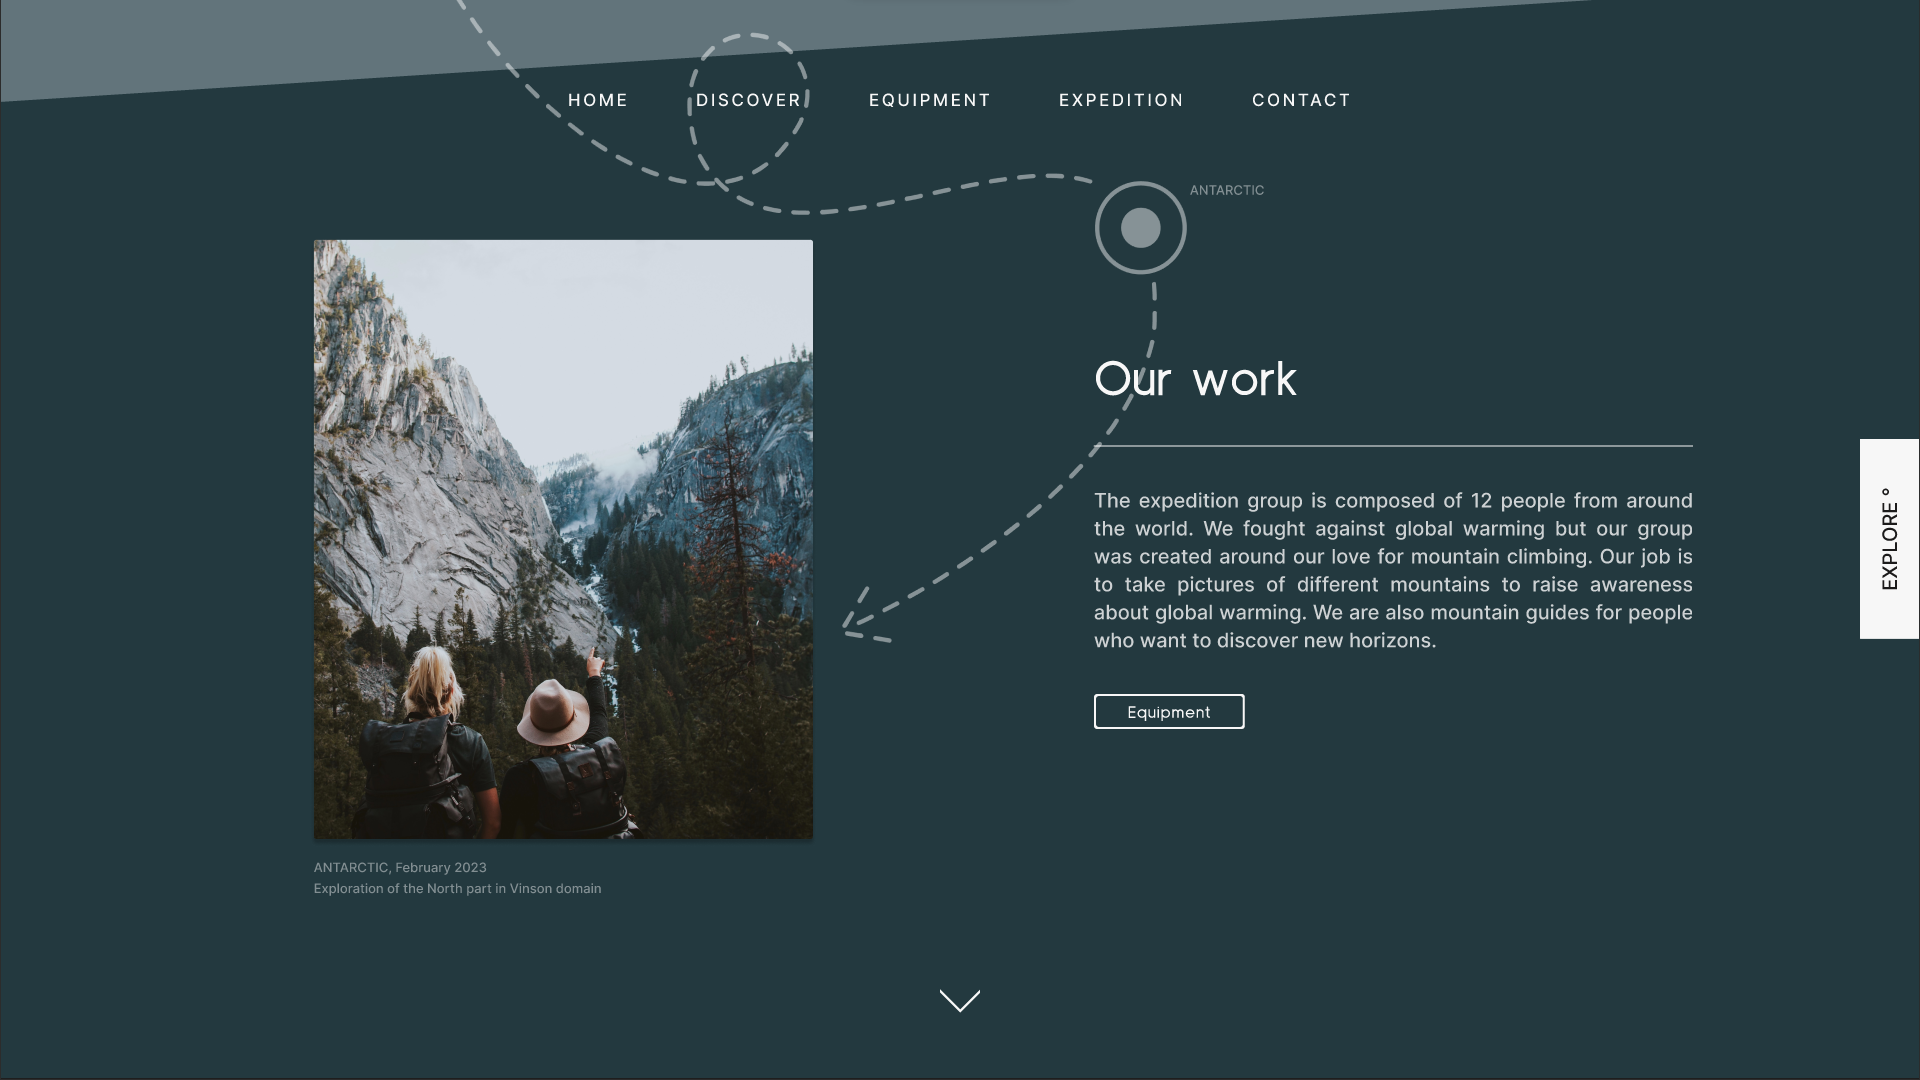 HOME DISCOVER EQUIPMENT EXPEDITION CONTACT
ANTARCTIC
Our work
The expedition group is composed of 12 people from around
the world. We fought against global warming but our group
was created around our love for mountain climbing. Our job is
to take pictures of different mountains to raise awareness
about global warming. We are also mountain guides for people
who want to discover new horizons.
Equipment
ANTARCTIC, February 2023
Exploration of the North part in Vinson domain
EXPLORE °